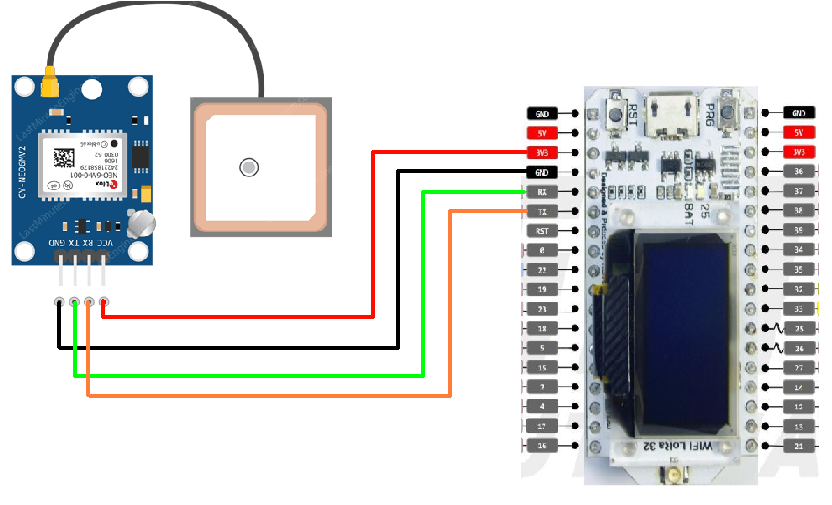 GY-NEO6MV2
NEO-6M-0-001
GND TX RX VCC
GND
5V
3V3
GND
RX
TX
RST
0
22
19
23
18
5
15
2
4
17
16
RST
PRG
BAT
25
WIFI LoRa 32
GND
5V
3V3
36
37
38
39
34
35
32
33
25
26
27
14
12
13
21